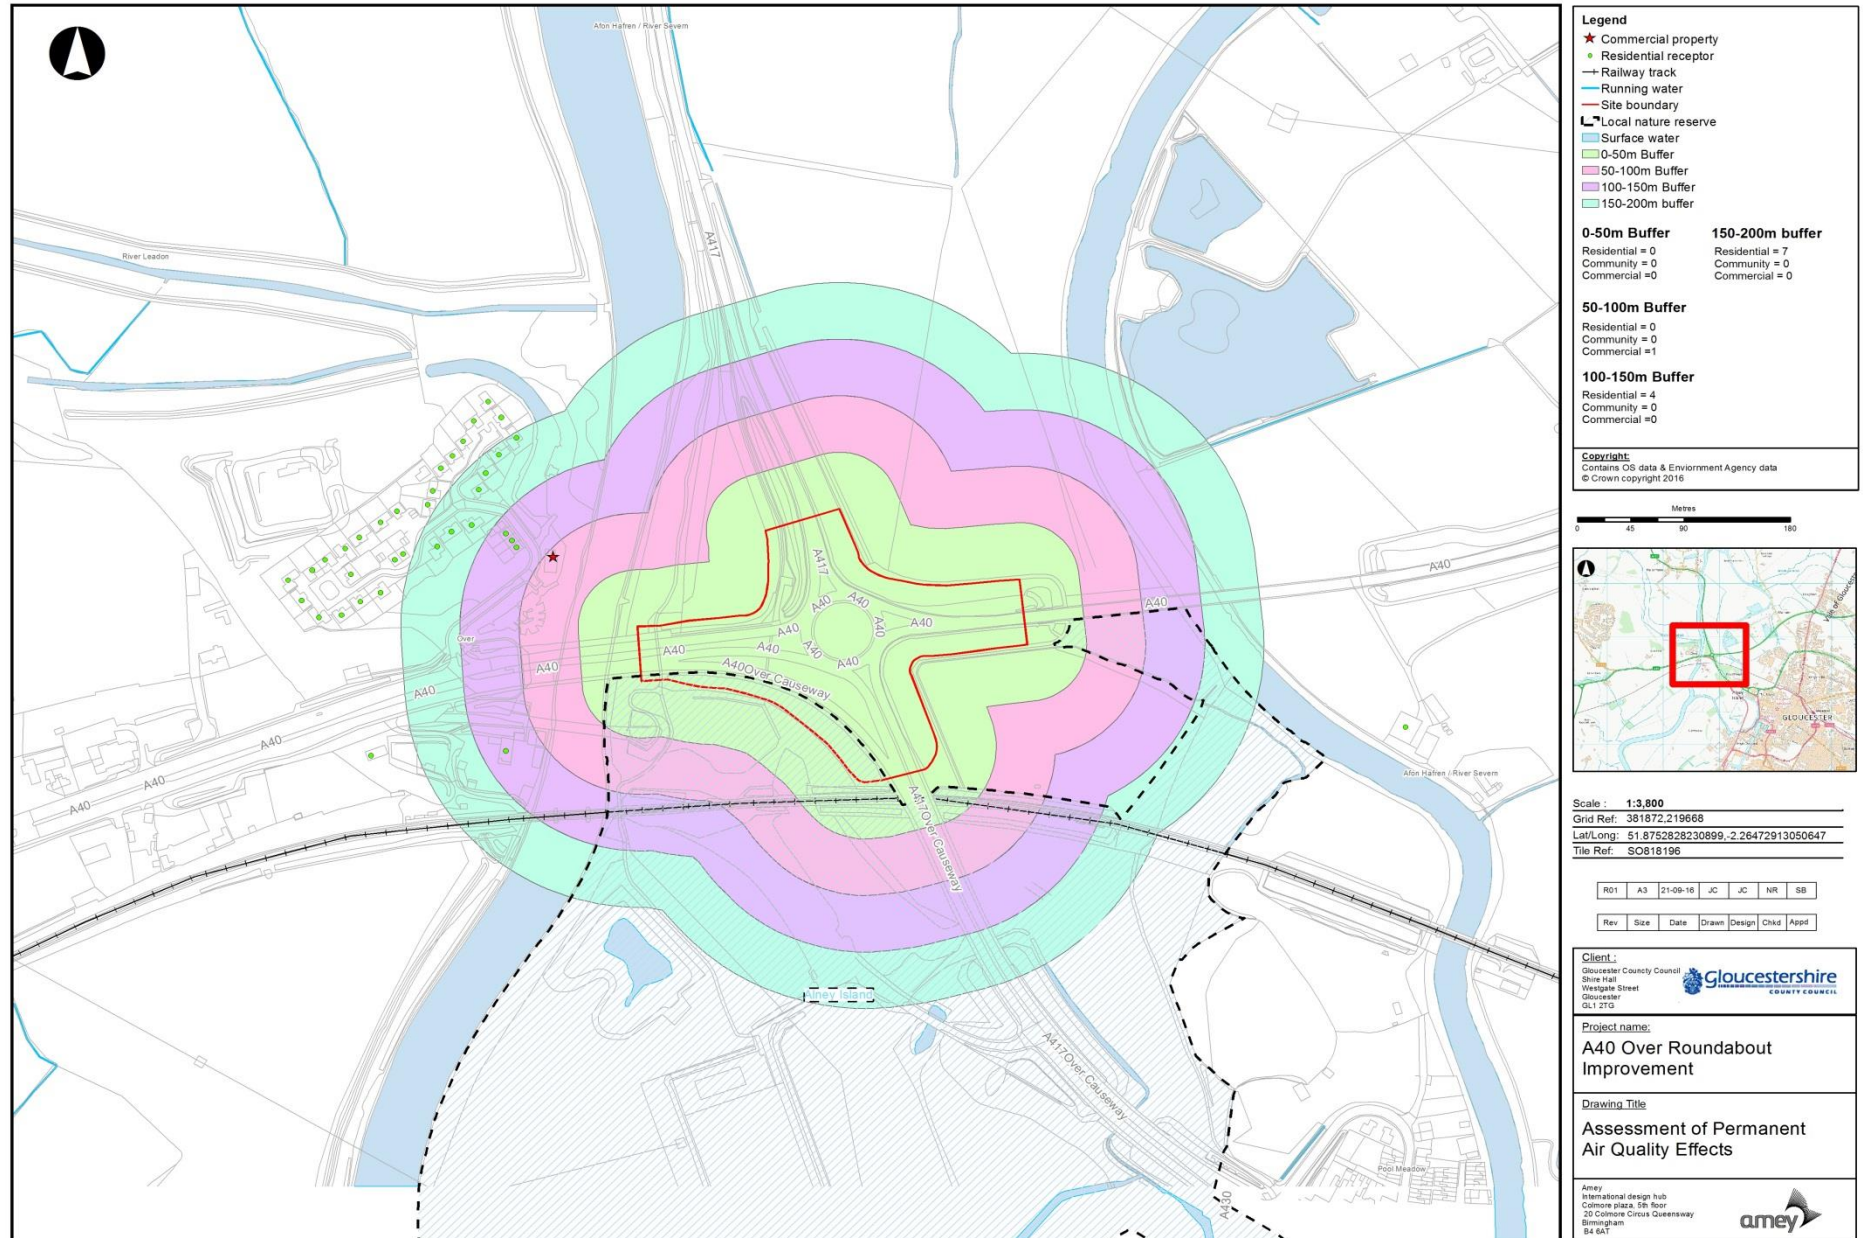 Afon Hafren / River Severn
A417
River Leadon
A417
A40
A40
A40
A40
A40
A40
A40
A40
A40
A40
A40
A40
Over
A40
A40
A40Over Causeway
A40
A40
A40
Afon Hafren / River Severn
A417Over Causeway
Alney Island
A417Over Causeway
Pool Meadow
A430
Legend
Commercial property
Residential receptor
Railway track
Running water
Site boundary
Local nature reserve
Surface water
0-50m Buffer
50-100m Buffer
100-150m Buffer
150-200m buffer
0-50m Buffer
Residential = 0
Community = 0
Commercial =0
150-200m buffer
Residential = 7
Community = 0
Commercial = 0
50-100m Buffer
Residential = 0
Community = 0
Commercial =1
100-150m Buffer
Residential = 4
Community = 0
Commercial =0
Copyright:
Contains OS data & Enviornment Agency data
© Crown copyright 2016
Metres
0 45 90 180
GLOUCESTER
Scale : 1:3,800
Grid Ref: 381872,219668
Lat/Long: 51.8752828230899,-2.26472913050647
Tile Ref: SO818196
R01 A3 21-09-16 JC JC NR SB
Rev Size Date Drawn Design Chkd Appd
Client :
Gloucester Councty Council
Shire Hall
Westgate Street
Gloucester
GL1 2TG
Gloucestershire
COUNTY COUNCIL
Project name:
A40 Over Roundabout
Improvement
Drawing Title
Assessment of Permanent
Air Quality Effects
Amey
International design hub
Colmore plaza, 5th floor
20 Colmore Circus Queensway
Birmingham
B4 6AT
amey